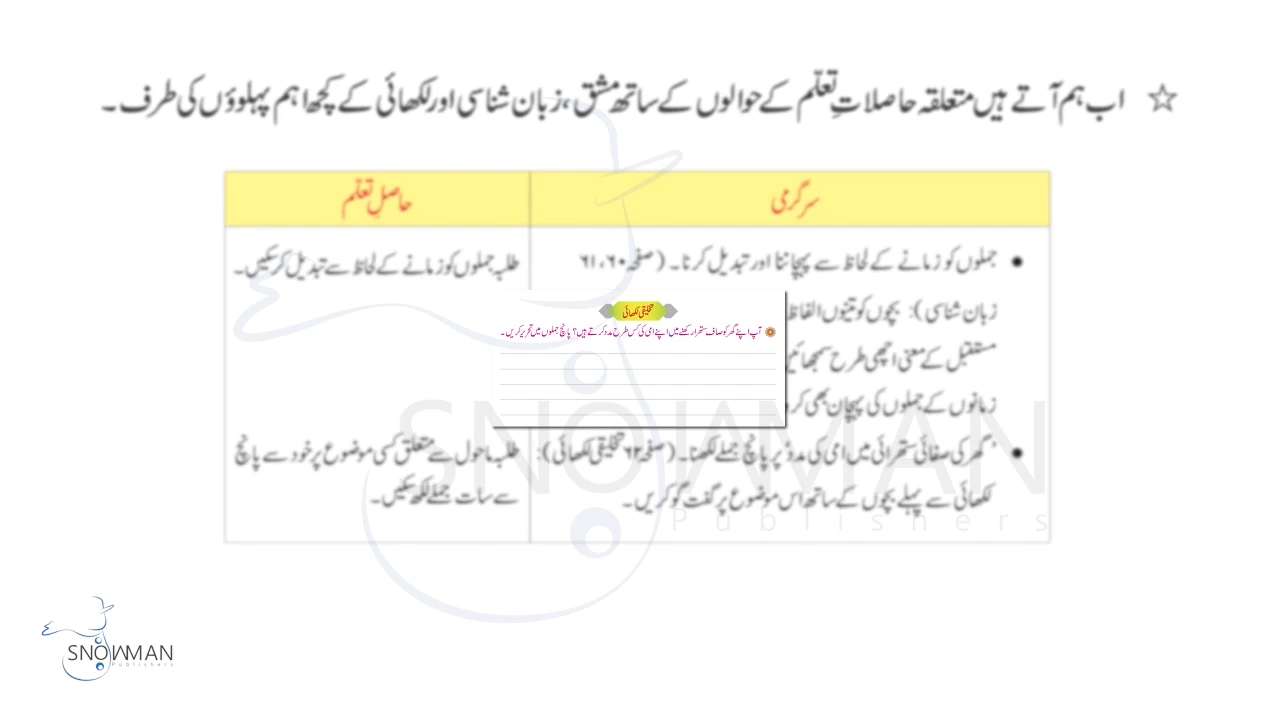 ☆ اب ہم آتے ہیں متعلقہ حاصلاتِ تعلّم کے حوالوں کے ساتھ مشق، زبان شناسی اور لکھائی کے کچھ اہم پہلوؤں کی طرف۔
سرگرمی
حاصلِ تعلّم
• جملوں کو زمانے کے لحاظ سے پہچاننا اور تبدیل کرنا۔ (صفحہ ۶۰، ۶۱
زبان شناسی): بچوں کو تینوں الفاظ
مستقبل کے معنی اچھی طرح سمجھائیں
زمانوں کے جملوں کی پہچان بھی
طلبہ جملوں کو زمانے کے لحاظ سے تبدیل کر سکیں۔
• 'گھر کی صفائی ستھرائی میں امی کی مدد' پر پانچ جملے لکھنا۔ (صفحہ ۶۲ تخلیقی لکھائی):
لکھائی سے پہلے بچوں کے ساتھ اس موضوع پر گفت گو کریں۔
طلبہ ماحول سے متعلق کسی موضوع پر خود سے پانچ
سے سات جملے لکھ سکیں۔
تخلیقی لکھائی
آپ اپنے گھر کو صاف ستھرا رکھنے میں اپنے امی کی کس طرح مدد کرتے ہیں؟ پانچ جملوں میں تحریر کریں۔
SNOWMAN
Publishers
SNOWMAN
Publishers